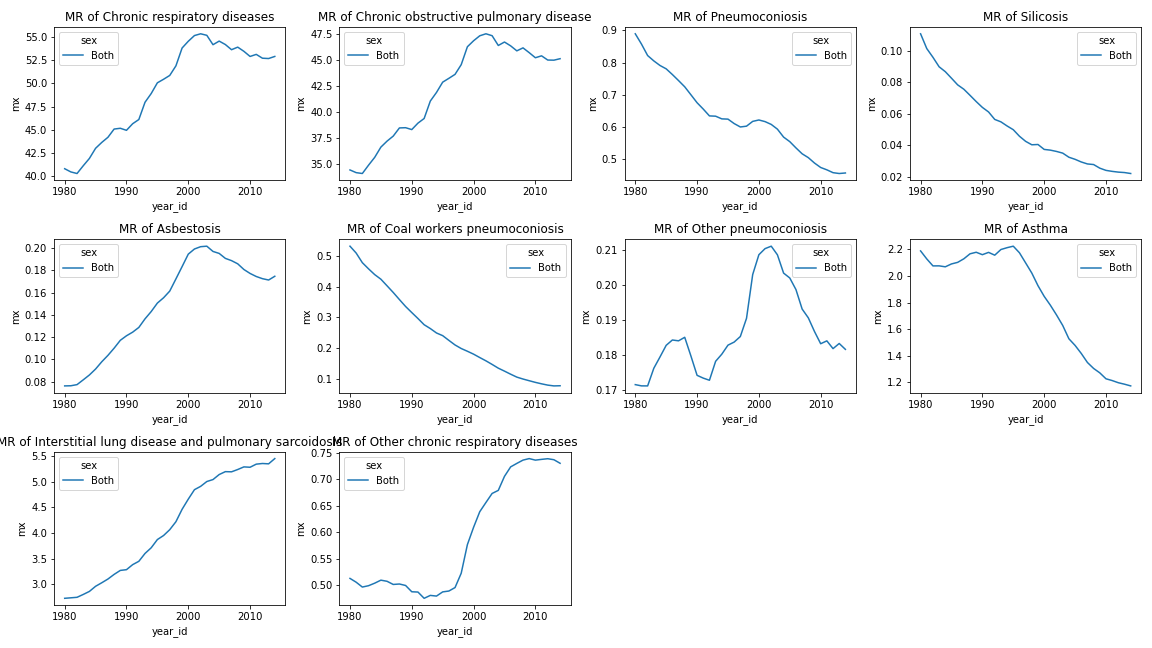 MR of Chronic respiratory diseases
mx
55.0
52.5
50.0
47.5
45.0
42.5
40.0
sex
Both
1980 1990 2000 2010
year_id
MR of Chronic obstructive pulmonary disease
mx
47.5
45.0
42.5
40.0
37.5
35.0
sex
Both
1980 1990 2000 2010
year_id
MR of Pneumoconiosis
mx
0.9
0.8
0.7
0.6
0.5
sex
Both
1980 1990 2000 2010
year_id
MR of Silicosis
mx
0.10
0.08
0.06
0.04
0.02
sex
Both
1980 1990 2000 2010
year_id
MR of Asbestosis
mx
0.20
0.18
0.16
0.14
0.12
0.10
0.08
sex
Both
1980 1990 2000 2010
year_id
MR of Coal workers pneumoconiosis
mx
0.5
0.4
0.3
0.2
0.1
sex
Both
1980 1990 2000 2010
year_id
MR of Other pneumoconiosis
mx
0.21
0.20
0.19
0.18
0.17
sex
Both
1980 1990 2000 2010
year_id
MR of Asthma
mx
2.2
2.0
1.8
1.6
1.4
1.2
sex
Both
1980 1990 2000 2010
year_id
MR of Interstitial lung disease and pulmonary sarcoidosis
mx
5.5
5.0
4.5
4.0
3.5
3.0
sex
Both
1980 1990 2000 2010
year_id
MR of Other chronic respiratory diseases
mx
0.75
0.70
0.65
0.60
0.55
0.50
sex
Both
1980 1990 2000 2010
year_id